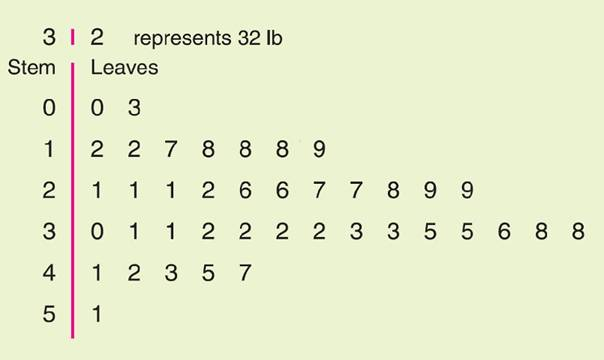 3 | 2 represents 32 lb
Stem Leaves
0 0 3
1 2 2 7 8 8 8 9
2 1 1 1 2 6 6 7 7 8 9 9
3 0 1 1 2 2 2 2 3 3 5 5 6 8 8
4 1 2 3 5 7
5 1